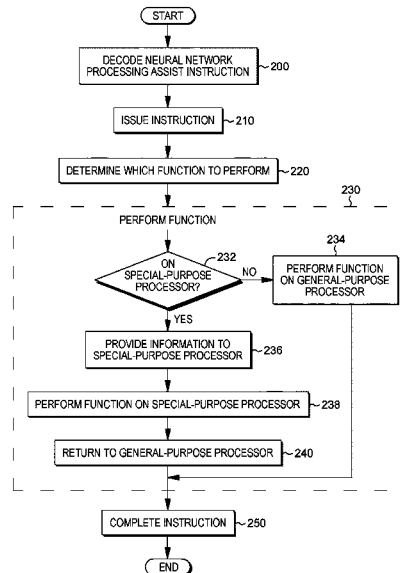 START
DECODE NEURAL NETWORK
PROCESSING ASSIST INSTRUCTION
200
ISSUE INSTRUCTION
210
DETERMINE WHICH FUNCTION TO PERFORM
220
230
PERFORM FUNCTION
232
ON
SPECIAL-PURPOSE
PROCESSOR?
NO
234
PERFORM FUNCTION
ON GENERAL-PURPOSE
PROCESSOR
YES
PROVIDE INFORMATION TO
SPECIAL-PURPOSE PROCESSOR
236
PERFORM FUNCTION ON SPECIAL-PURPOSE PROCESSOR
238
RETURN TO GENERAL-PURPOSE PROCESSOR
240
COMPLETE INSTRUCTION
250
END